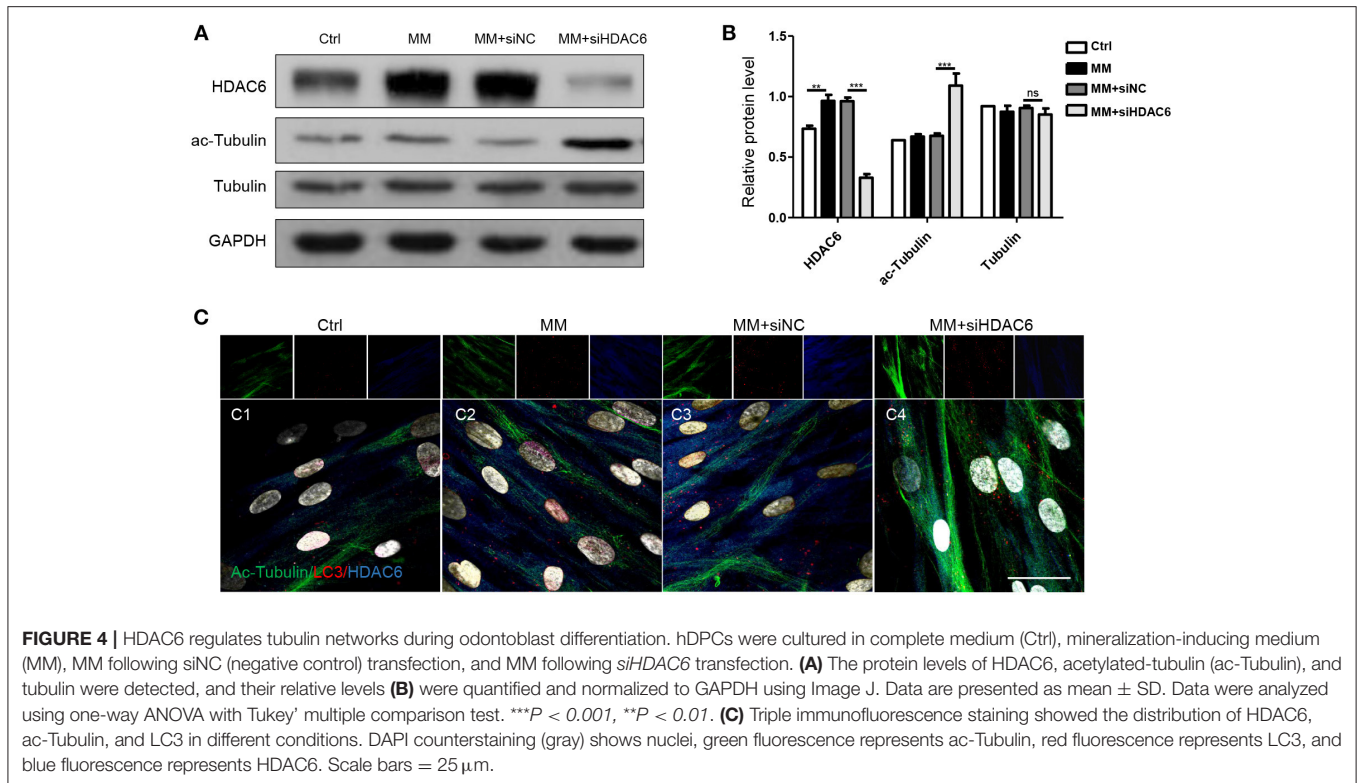 A
Ctrl MM MM+siNC MM+siHDAC6
HDAC6
ac-Tubulin
Tubulin
GAPDH
B
Relative protein level
1.5
1.0
0.5
0.0
** *** *** ns
HDAC6 ac-Tubulin Tubulin
Ctrl
MM
MM+siNC
MM+siHDAC6
C
Ctrl MM MM+siNC MM+siHDAC6
C1 C2 C3 C4
Ac-Tubulin/LC3/HDAC6
FIGURE 4 | HDAC6 regulates tubulin networks during odontoblast differentiation. hDPCs were cultured in complete medium (Ctrl), mineralization-inducing medium
(MM), MM following siNC (negative control) transfection, and MM following siHDAC6 transfection. (A) The protein levels of HDAC6, acetylated-tubulin (ac-Tubulin), and
tubulin were detected, and their relative levels (B) were quantified and normalized to GAPDH using Image J. Data are presented as mean ± SD. Data were analyzed
using one-way ANOVA with Tukey' multiple comparison test. ***P < 0.001, **P < 0.01. (C) Triple immunofluorescence staining showed the distribution of HDAC6,
ac-Tubulin, and LC3 in different conditions. DAPI counterstaining (gray) shows nuclei, green fluorescence represents ac-Tubulin, red fluorescence represents LC3, and
blue fluorescence represents HDAC6. Scale bars = 25 μm.